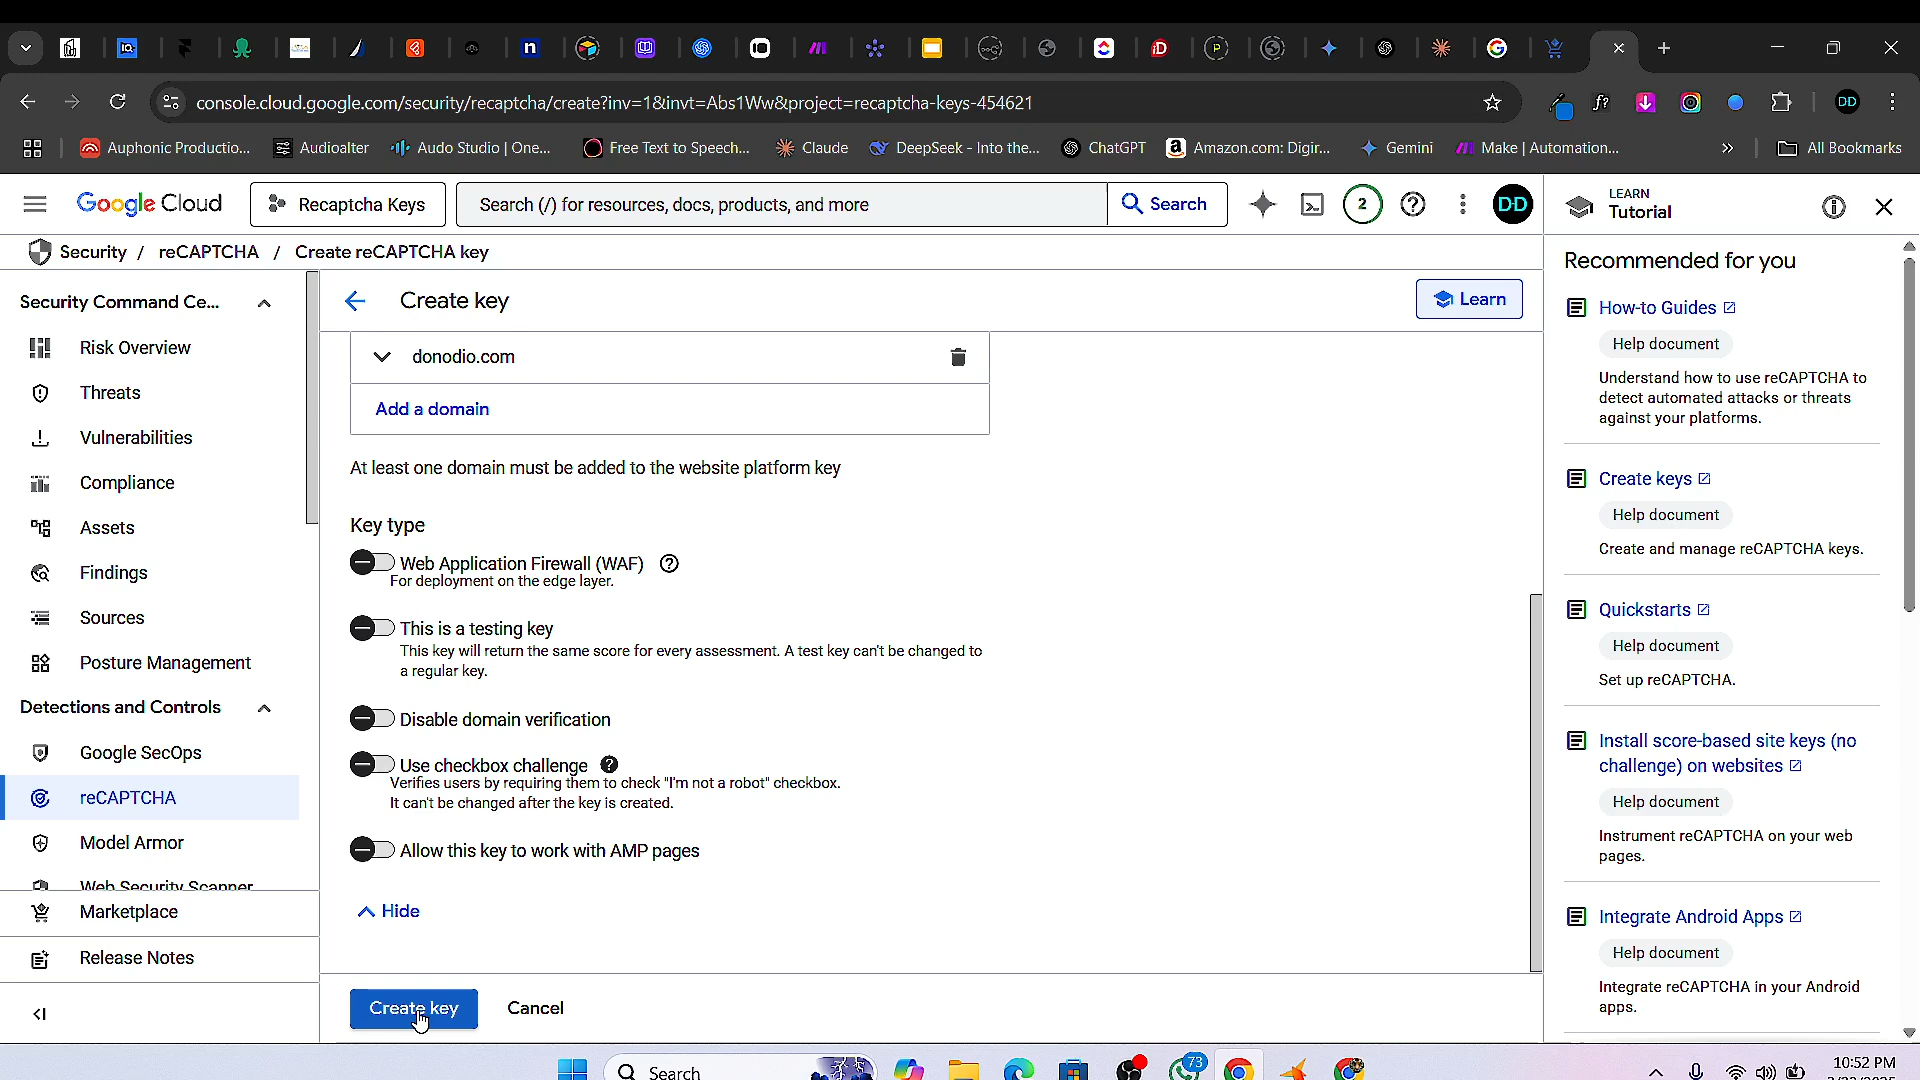 console.cloud.google.com/security/recaptcha/create?inv=1&invt=Abs1Ww&project=recaptcha-keys-454621
DD
Auphonic Productio... Audioalter Audo Studio | One... Free Text to Speech... Claude DeepSeek - Into the... ChatGPT Amazon.com: Digir... Gemini Make | Automation... » All Bookmarks
Google Cloud
Recaptcha Keys
Search (/) for resources, docs, products, and more
Search
2
DD
LEARN
Tutorial
Security / reCAPTCHA / Create reCAPTCHA key
Security Command Ce...
Risk Overview
Threats
Vulnerabilities
Compliance
Assets
Findings
Sources
Posture Management
Detections and Controls
Google SecOps
reCAPTCHA
Model Armor
Web Security Scanner
Marketplace
Release Notes
Create key
Learn
donodio.com
Add a domain
At least one domain must be added to the website platform key
Key type
Web Application Firewall (WAF)
For deployment on the edge layer.
This is a testing key
This key will return the same score for every assessment. A test key can't be changed to
a regular key.
Disable domain verification
Use checkbox challenge
Verifies users by requiring them to check "I'm not a robot" checkbox.
It can't be changed after the key is created.
Allow this key to work with AMP pages
Hide
Create key
Cancel
Recommended for you
How-to Guides
Help document
Understand how to use reCAPTCHA to
detect automated attacks or threats
against your platforms.
Create keys
Help document
Create and manage reCAPTCHA keys.
Quickstarts
Help document
Set up reCAPTCHA.
Install score-based site keys (no
challenge) on websites
Help document
Instrument reCAPTCHA on your web
pages.
Integrate Android Apps
Help document
Integrate reCAPTCHA in your Android
apps.
Search
73
10:52 PM